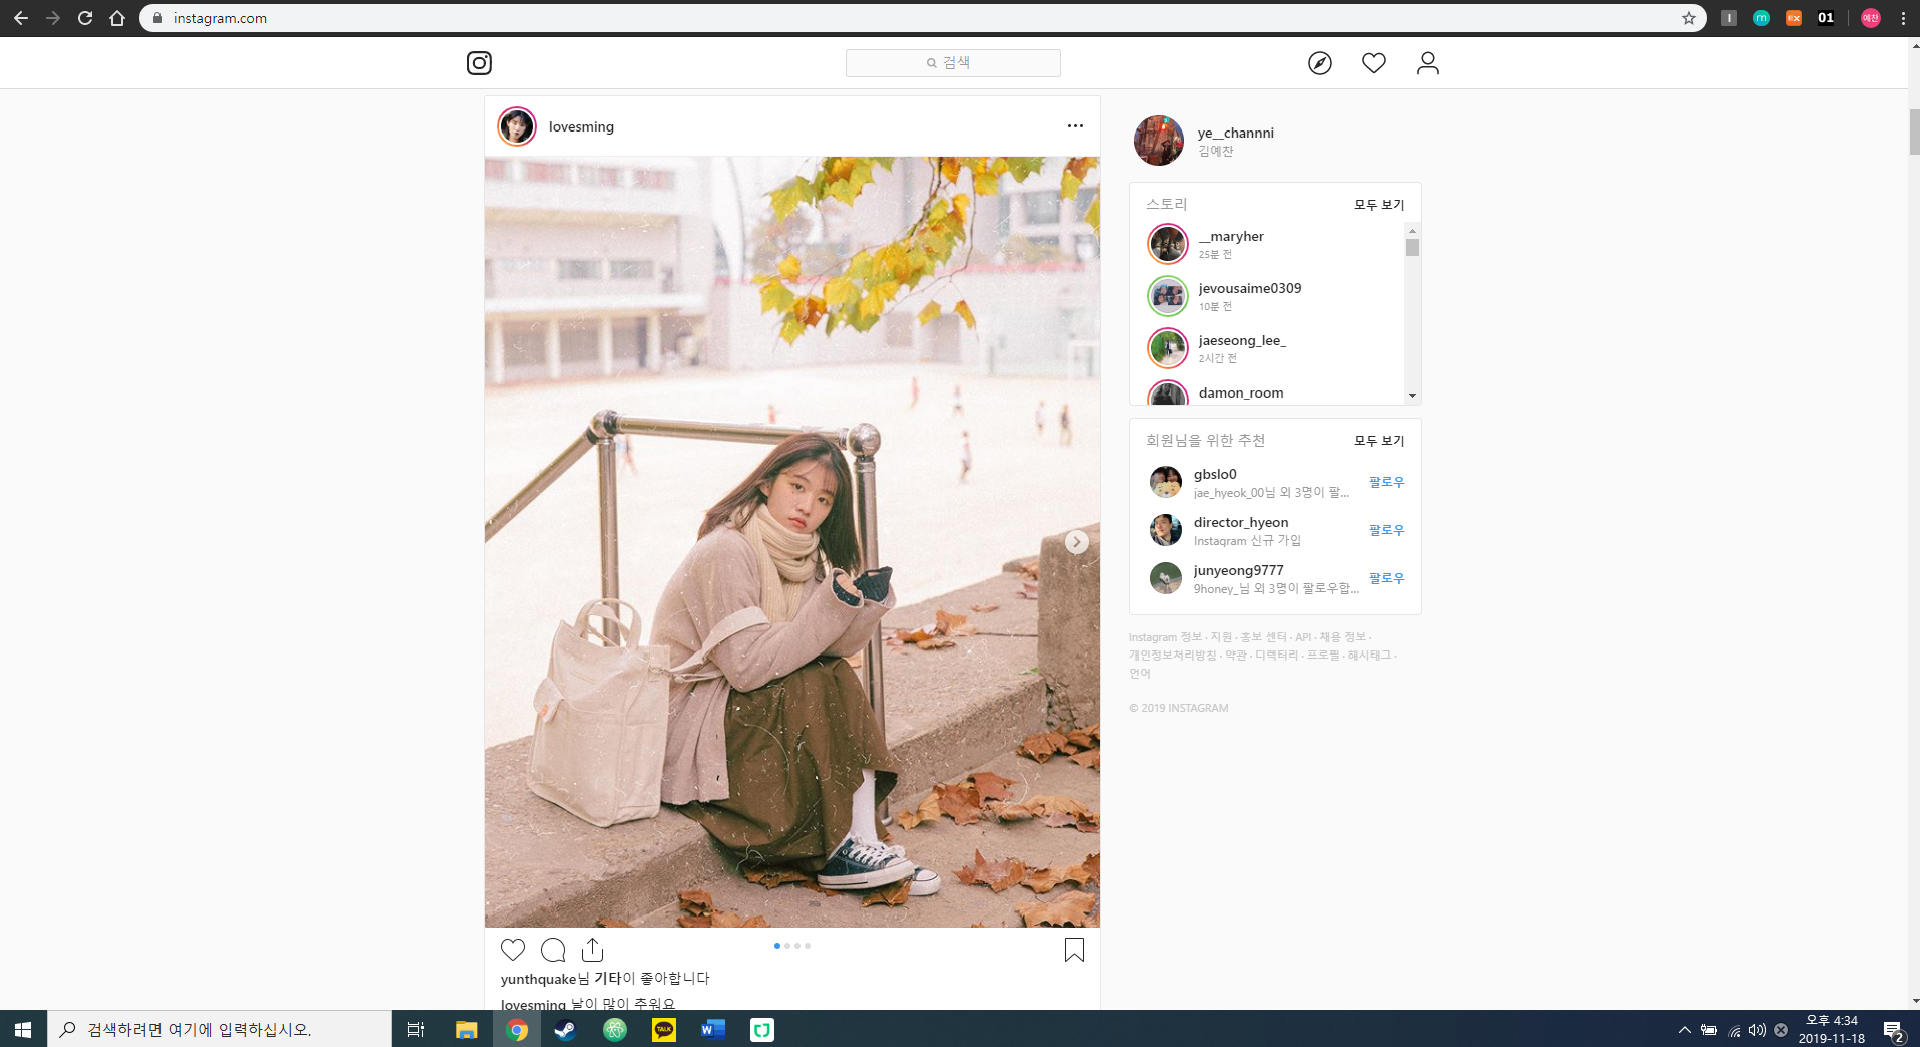 instagram.com
01
예찬
검색
lovesming
ye__channni
김예찬
스토리
모두 보기
__maryher
25분 전
jevousaime0309
10분 전
jaeseong_lee_
2시간 전
damon_room
회원님을 위한 추천
모두 보기
gbslo0
jae_hyeok_00님 외 3명이 팔...
팔로우
director_hyeon
Instagram 신규 가입
팔로우
junyeong9777
9honey_님 외 3명이 팔로우합...
팔로우
Instagram 정보 · 지원 · 홍보 센터 · API · 채용 정보 ·
개인정보처리방침 · 약관 · 디렉터리 · 프로필 · 해시태그 ·
언어
© 2019 INSTAGRAM
yunthquake님 기타이 좋아합니다
lovesming 날이 많이 추워요
검색하려면 여기에 입력하십시오.
TALK
오후 4:34
2019-11-18
2